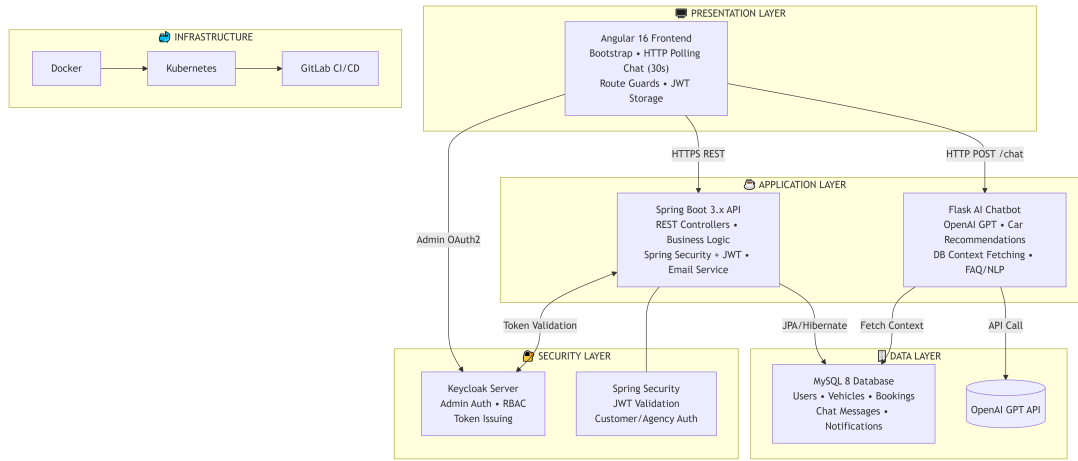 INFRASTRUCTURE
Docker
Kubernetes
GitLab CI/CD
PRESENTATION LAYER
Angular 16 Frontend
Bootstrap • HTTP Polling
Chat (30s)
Route Guards • JWT
Storage
Admin OAuth2
HTTPS REST
HTTP POST /chat
APPLICATION LAYER
Spring Boot 3.x API
REST Controllers •
Business Logic
Spring Security + JWT •
Email Service
Flask AI Chatbot
OpenAI GPT • Car
Recommendations
DB Context Fetching •
FAQ/NLP
Token Validation
JPA/Hibernate
Fetch Context
API Call
SECURITY LAYER
Keycloak Server
Admin Auth • RBAC
Token Issuing
Spring Security
JWT Validation
Customer/Agency Auth
DATA LAYER
MySQL 8 Database
Users • Vehicles • Bookings
Chat Messages •
Notifications
OpenAI GPT API